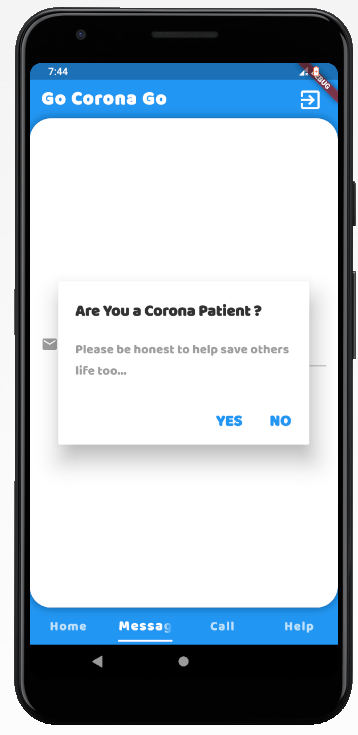 7:44
DEBUG
Go Corona Go
Are You a Corona Patient ?
Please be honest to help save others
life too...
YES NO
Home Messag Call Help